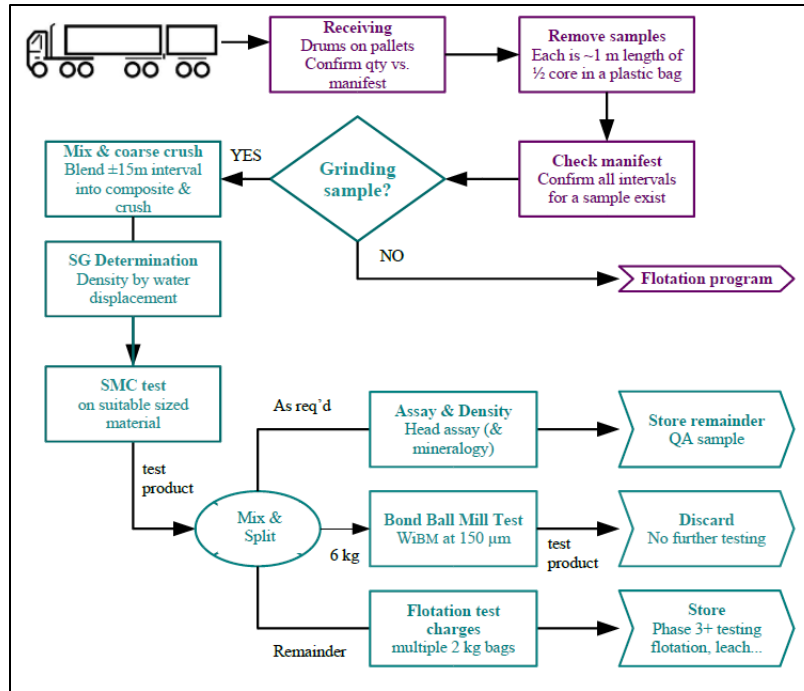 Receiving
Drums on pallets
Confirm qty vs.
manifest
Remove samples
Each is ~1 m length of
½ core in a plastic bag
Mix & coarse crush
Blend ±15m interval
into composite &
crush
YES
Grinding
sample?
Check manifest
Confirm all intervals
for a sample exist
NO
Flotation program
SG Determination
Density by water
displacement
SMC test
on suitable sized
material
As req’d
Assay & Density
Head assay (&
mineralogy)
Store remainder
QA sample
test
product
Mix &
Split
6 kg
Bond Ball Mill Test
WiBM at 150 µm
test
product
Discard
No further testing
Remainder
Flotation test
charges
multiple 2 kg bags
Store
Phase 3+ testing
flotation, leach...